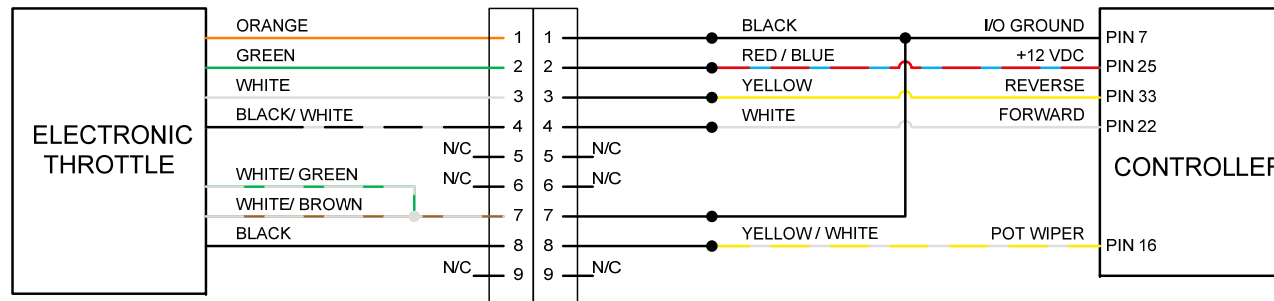 ORANGE 1 1 BLACK I/O GROUND PIN 7
GREEN 2 2 RED / BLUE +12 VDC PIN 25
WHITE 3 3 YELLOW REVERSE PIN 33
BLACK/ WHITE 4 4 WHITE FORWARD PIN 22
ELECTRONIC
THROTTLE
N/C 5 5 N/C
CONTROLLER
N/C 6 6 N/C
WHITE/ GREEN
WHITE/ BROWN 7 7
BLACK 8 8 YELLOW / WHITE POT WIPER PIN 16
N/C 9 9 N/C